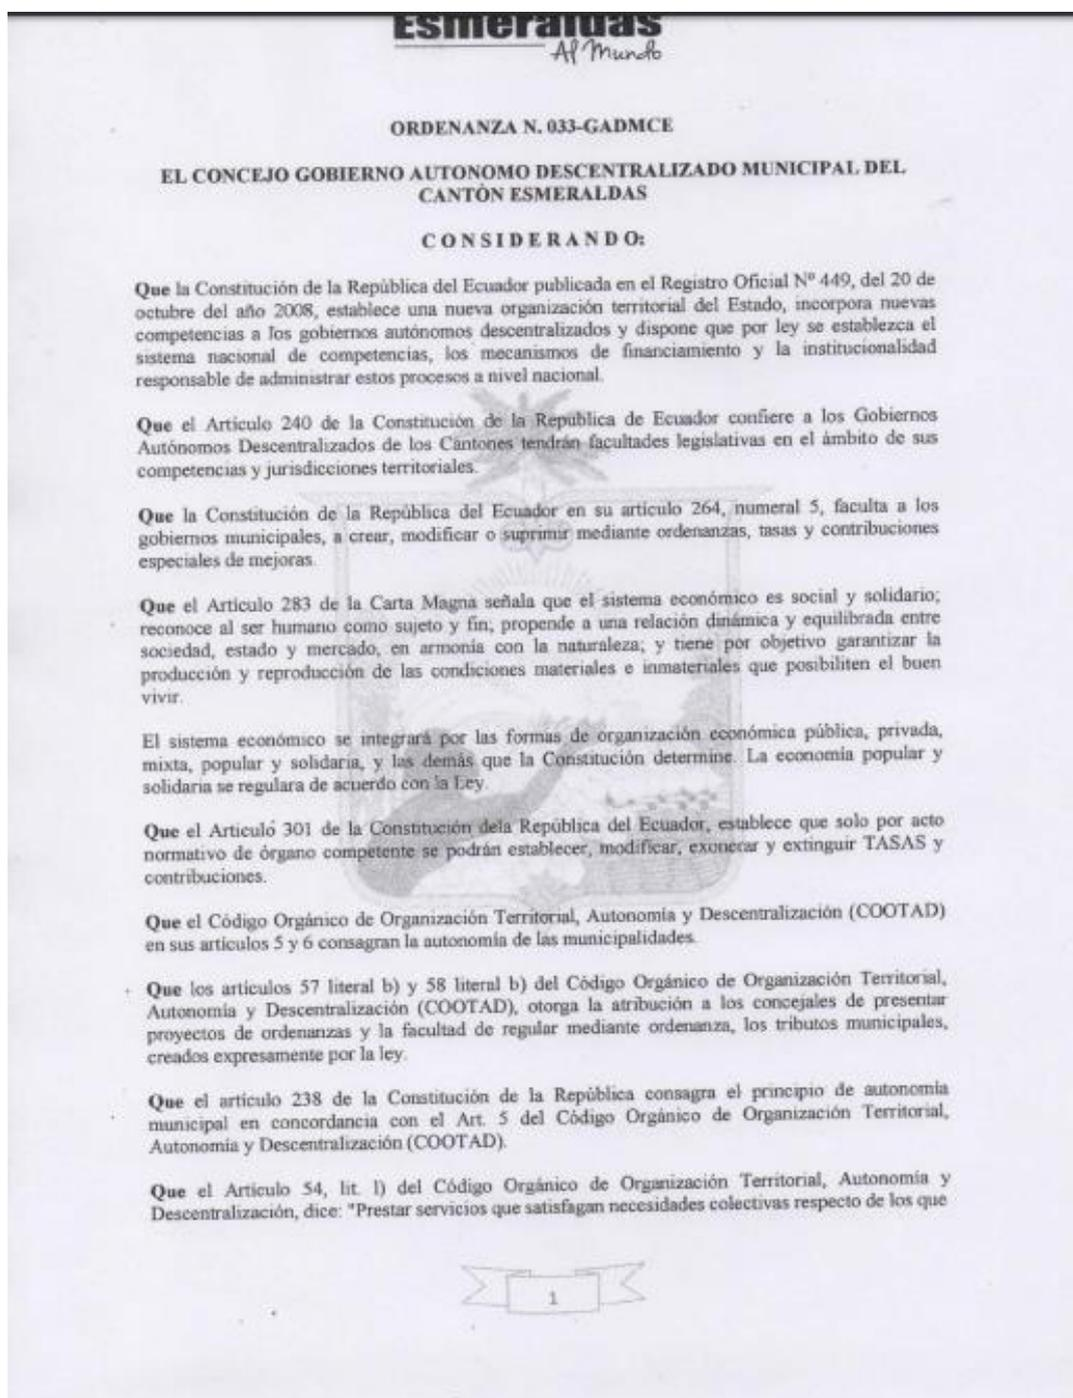 Esmeraldas
Al Mundo
ORDENANZA N. 033-GADMCE
EL CONCEJO GOBIERNO AUTONOMO DESCENTRALIZADO MUNICIPAL DEL
CANTÓN ESMERALDAS
C O N S I D E R A N D O:
Que la Constitución de la República del Ecuador publicada en el Registro Oficial Nº 449, del 20 de
octubre del año 2008, establece una nueva organización territorial del Estado, incorpora nuevas
competencias a los gobiernos autónomos descentralizados y dispone que por ley se establezca el
sistema nacional de competencias, los mecanismos de financiamiento y la institucionalidad
responsable de administrar estos procesos a nivel nacional.
Que el Artículo 240 de la Constitución de la Republica de Ecuador confiere a los Gobiernos
Autónomos Descentralizados de los Cantones tendrán facultades legislativas en el ámbito de sus
competencias y jurisdicciones territoriales.
Que la Constitución de la República del Ecuador en su artículo 264, numeral 5, faculta a los
gobiernos municipales, a crear, modificar o suprimir mediante ordenanzas, tasas y contribuciones
especiales de mejoras.
Que el Artículo 283 de la Carta Magna señala que el sistema económico es social y solidario;
reconoce al ser humano como sujeto y fin; propende a una relación dinámica y equilibrada entre
sociedad, estado y mercado, en armonía con la naturaleza; y tiene por objetivo garantizar la
producción y reproducción de las condiciones materiales e inmateriales que posibiliten el buen
vivir.
El sistema económico se integrará por las formas de organización económica pública, privada,
mixta, popular y solidaria, y las demás que la Constitución determine. La economía popular y
solidaria se regulara de acuerdo con la Ley.
Que el Artículo 301 de la Constitución dela República del Ecuador, establece que solo por acto
normativo de órgano competente se podrán establecer, modificar, exonerar y extinguir TASAS y
contribuciones.
Que el Código Orgánico de Organización Territorial, Autonomía y Descentralización (COOTAD)
en sus artículos 5 y 6 consagran la autonomía de las municipalidades.
Que los artículos 57 literal b) y 58 literal b) del Código Orgánico de Organización Territorial,
Autonomía y Descentralización (COOTAD), otorga la atribución a los concejales de presentar
proyectos de ordenanzas y la facultad de regular mediante ordenanza, los tributos municipales,
creados expresamente por la ley.
Que el artículo 238 de la Constitución de la República consagra el principio de autonomía
municipal en concordancia con el Art. 5 del Código Orgánico de Organización Territorial,
Autonomía y Descentralización (COOTAD).
Que el Artículo 54, lit. l) del Código Orgánico de Organización Territorial, Autonomía y
Descentralización, dice: "Prestar servicios que satisfagan necesidades colectivas respecto de los que
1